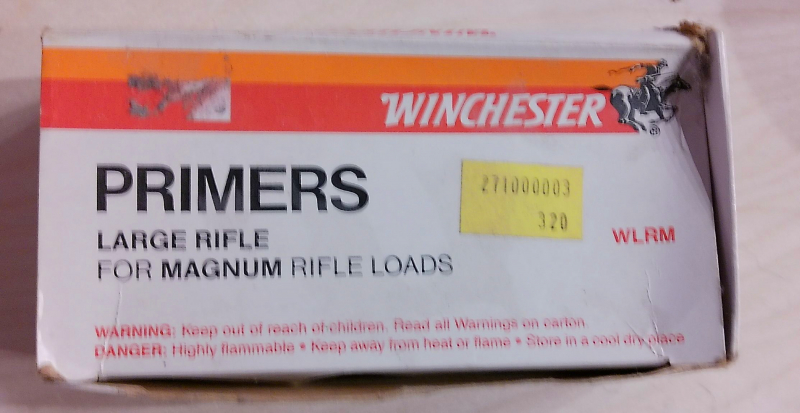 WINCHESTER
®
PRIMERS
271000003
320
LARGE RIFLE
WLRM
FOR MAGNUM RIFLE LOADS
WARNING: Keep out of reach of children. Read all Warnings on carton.
DANGER: Highly flammable • Keep away from heat or flame • Store in a cool dry place